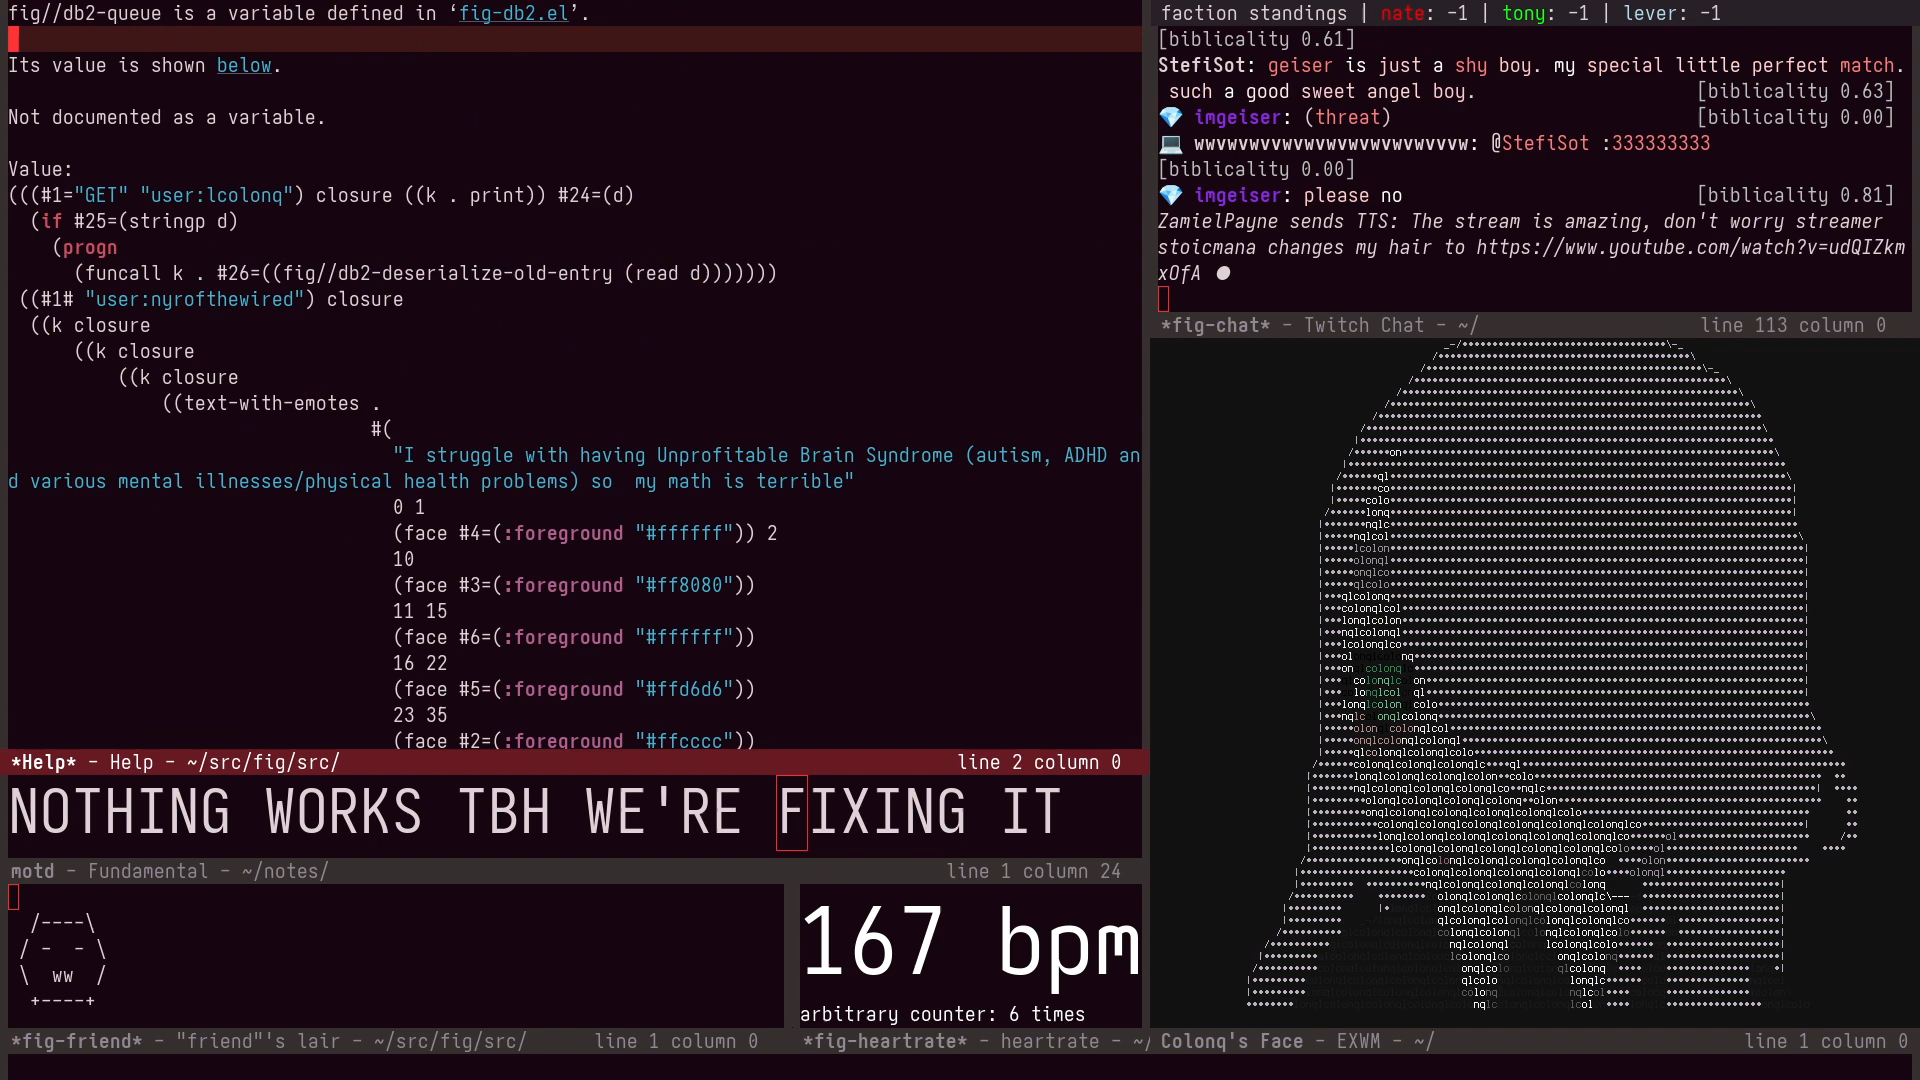 fig//db2-queue is a variable defined in ‘fig-db2.el’.
Its value is shown below.
Not documented as a variable.
Value:
(((#1="GET" "user:lcolonq") closure ((k . print)) #24=(d)
(if #25=(stringp d)
(progn
(funcall k . #26=((fig//db2-deserialize-old-entry (read d)))))))
((#1# "user:nyrofthewired") closure
((k closure
((k closure
((k closure
((text-with-emotes .
#(
"I struggle with having Unprofitable Brain Syndrome (autism, ADHD an
d various mental illnesses/physical health problems) so  my math is terrible"
0 1
(face #4=(:foreground "#ffffff")) 2
10
(face #3=(:foreground "#ff8080"))
11 15
(face #6=(:foreground "#ffffff"))
16 22
(face #5=(:foreground "#ffd6d6"))
23 35
(face #2=(:foreground "#ffcccc"))
*Help* - Help - ~/src/fig/src/ line 2 column 0
NOTHING WORKS TBH WE'RE FIXING IT
motd - Fundamental - ~/notes/ line 1 column 24
/----\
/ -  - \
\  ww  /
+----+
*fig-friend* - "friend"'s lair - ~/src/fig/src/ line 1 column 0
167 bpm
arbitrary counter: 6 times
*fig-heartrate* - heartrate - ~/
faction standings | nate: -1 | tony: -1 | lever: -1
[biblicality 0.61]
StefiSot: geiser is just a shy boy. my special little perfect match.
such a good sweet angel boy. [biblicality 0.63]
imgeiser: (threat) [biblicality 0.00]
wwvwvwvvwvwvwvwvwvwvwvvvw: @StefiSot :333333333
[biblicality 0.00]
imgeiser: please no [biblicality 0.81]
ZamielPayne sends TTS: The stream is amazing, don't worry streamer
stoicmana changes my hair to https://www.youtube.com/watch?v=udQIZkm
xOfA ●
*fig-chat* - Twitch Chat - ~/ line 113 column 0
Colonq's Face - EXWM - ~/ line 1 column 0